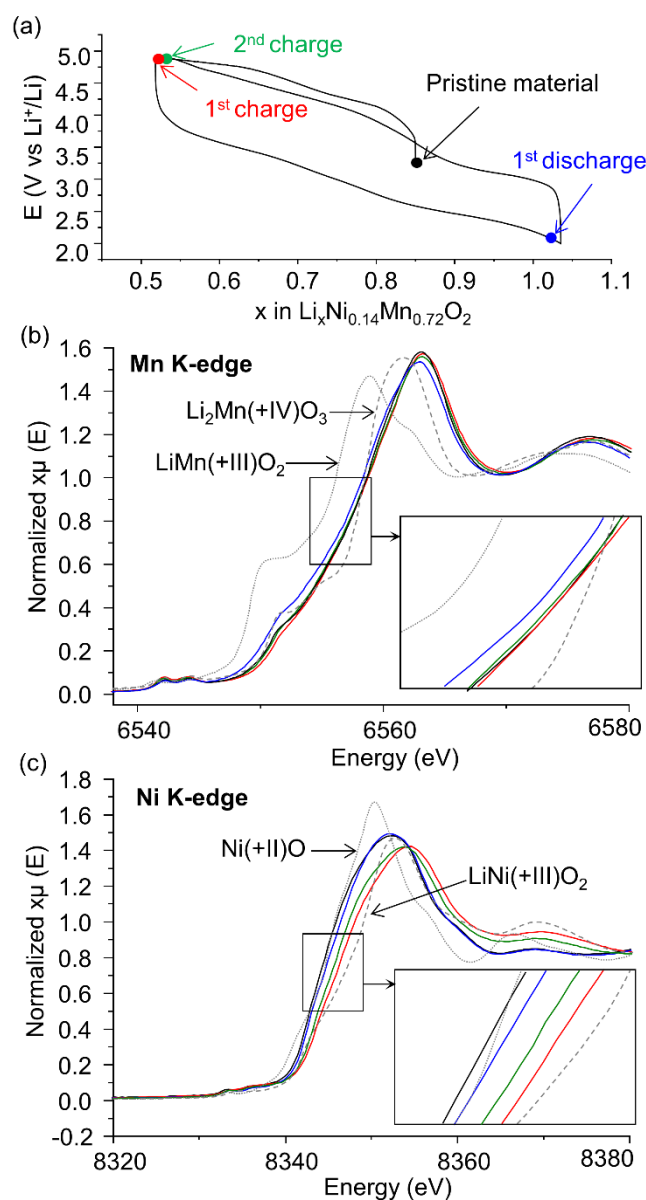 (a)
5.0
4.5
4.0
3.5
3.0
2.5
2.0
E (V vs Li⁺/Li)
2ⁿᵈ charge
1ˢᵗ charge
Pristine material
1ˢᵗ discharge
0.5 0.6 0.7 0.8 0.9 1.0 1.1
x in LiₓNi₀.₁₄Mn₀.₇₂O₂
(b)
1.6
1.4
1.2
1.0
0.8
0.6
0.4
0.2
0.0
Normalized xµ (E)
Mn K-edge
Li₂Mn(+IV)O₃
LiMn(+III)O₂
6540 6560 6580
Energy (eV)
(c)
1.8
1.6
1.4
1.2
1.0
0.8
0.6
0.4
0.2
0.0
-0.2
Normalized xµ (E)
Ni K-edge
Ni(+II)O
LiNi(+III)O₂
8320 8340 8360 8380
Energy (eV)